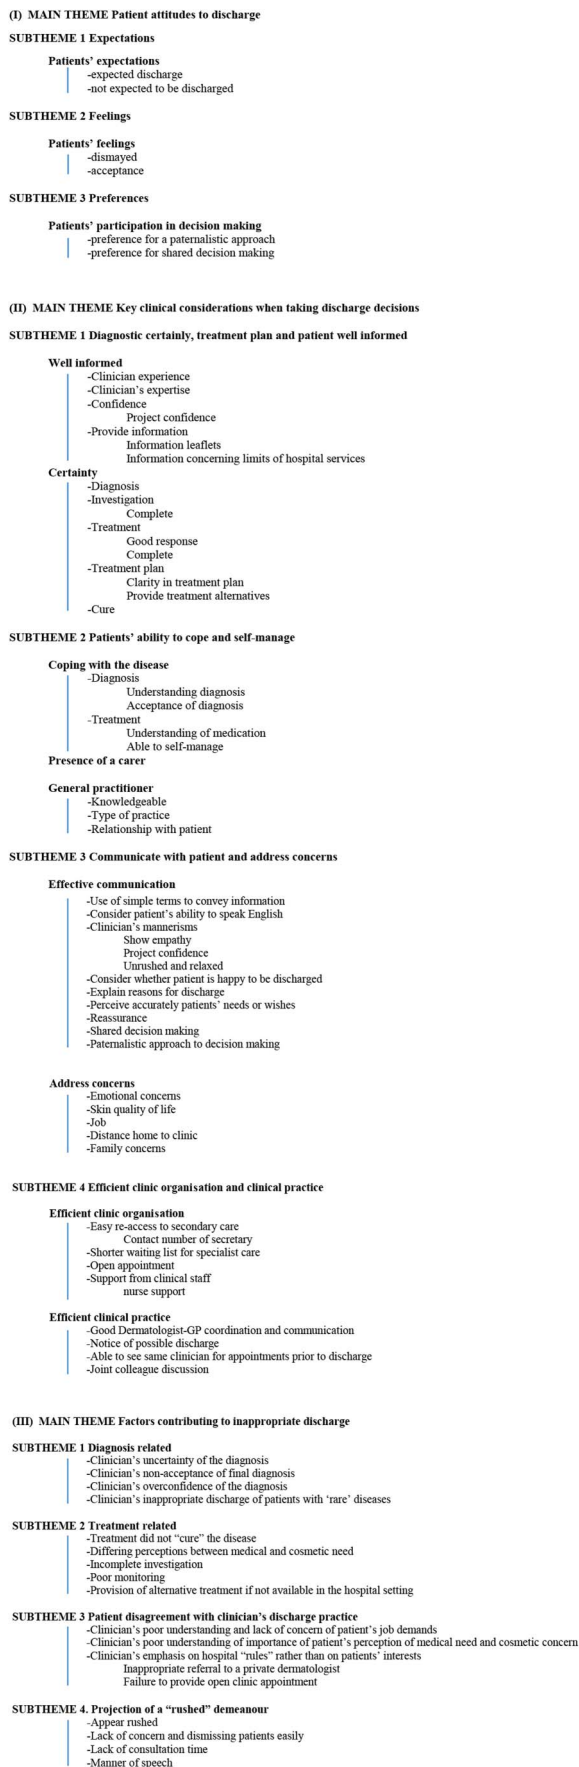 (I) MAIN THEME Patient attitudes to discharge
SUBTHEME 1 Expectations
Patients' expectations
-expected discharge
-not expected to be discharged
SUBTHEME 2 Feelings
Patients' feelings
-dismayed
-acceptance
SUBTHEME 3 Preferences
Patients' participation in decision making
-preference for a paternalistic approach
-preference for shared decision making
(II) MAIN THEME Key clinical considerations when taking discharge decisions
SUBTHEME 1 Diagnostic certainly, treatment plan and patient well informed
Well informed
-Clinician experience
-Clinician's expertise
-Confidence
Project confidence
-Provide information
Information leaflets
Information concerning limits of hospital services
Certainty
-Diagnosis
-Investigation
Complete
-Treatment
Good response
Complete
-Treatment plan
Clarity in treatment plan
Provide treatment alternatives
-Cure
SUBTHEME 2 Patients' ability to cope and self-manage
Coping with the disease
-Diagnosis
Understanding diagnosis
Acceptance of diagnosis
-Treatment
Understanding of medication
Able to self-manage
Presence of a carer
General practitioner
-Knowledgeable
-Type of practice
-Relationship with patient
SUBTHEME 3 Communicate with patient and address concerns
Effective communication
-Use of simple terms to convey information
-Consider patient's ability to speak English
-Clinician's mannerisms
Show empathy
Project confidence
Unrushed and relaxed
-Consider whether patient is happy to be discharged
-Explain reasons for discharge
-Perceive accurately patients' needs or wishes
-Reassurance
-Shared decision making
-Paternalistic approach to decision making
Address concerns
-Emotional concerns
-Skin quality of life
-Job
-Distance home to clinic
-Family concerns
SUBTHEME 4 Efficient clinic organisation and clinical practice
Efficient clinic organisation
-Easy re-access to secondary care
Contact number of secretary
-Shorter waiting list for specialist care
-Open appointment
-Support from clinical staff
nurse support
Efficient clinical practice
-Good Dermatologist-GP coordination and communication
-Notice of possible discharge
-Able to see same clinician for appointments prior to discharge
-Joint colleague discussion
(III) MAIN THEME Factors contributing to inappropriate discharge
SUBTHEME 1 Diagnosis related
-Clinician's uncertainty of the diagnosis
-Clinician's non-acceptance of final diagnosis
-Clinician's overconfidence of the diagnosis
-Clinician's inappropriate discharge of patients with 'rare' diseases
SUBTHEME 2 Treatment related
-Treatment did not "cure" the disease
-Differing perceptions between medical and cosmetic need
-Incomplete investigation
-Poor monitoring
-Provision of alternative treatment if not available in the hospital setting
SUBTHEME 3 Patient disagreement with clinician's discharge practice
-Clinician's poor understanding and lack of concern of patient's job demands
-Clinician's poor understanding of importance of patient's perception of medical need and cosmetic concern
-Clinician's emphasis on hospital "rules" rather than on patients' interests
Inappropriate referral to a private dermatologist
Failure to provide open clinic appointment
SUBTHEME 4. Projection of a "rushed" demeanour
-Appear rushed
-Lack of concern and dismissing patients easily
-Lack of consultation time
-Manner of speech